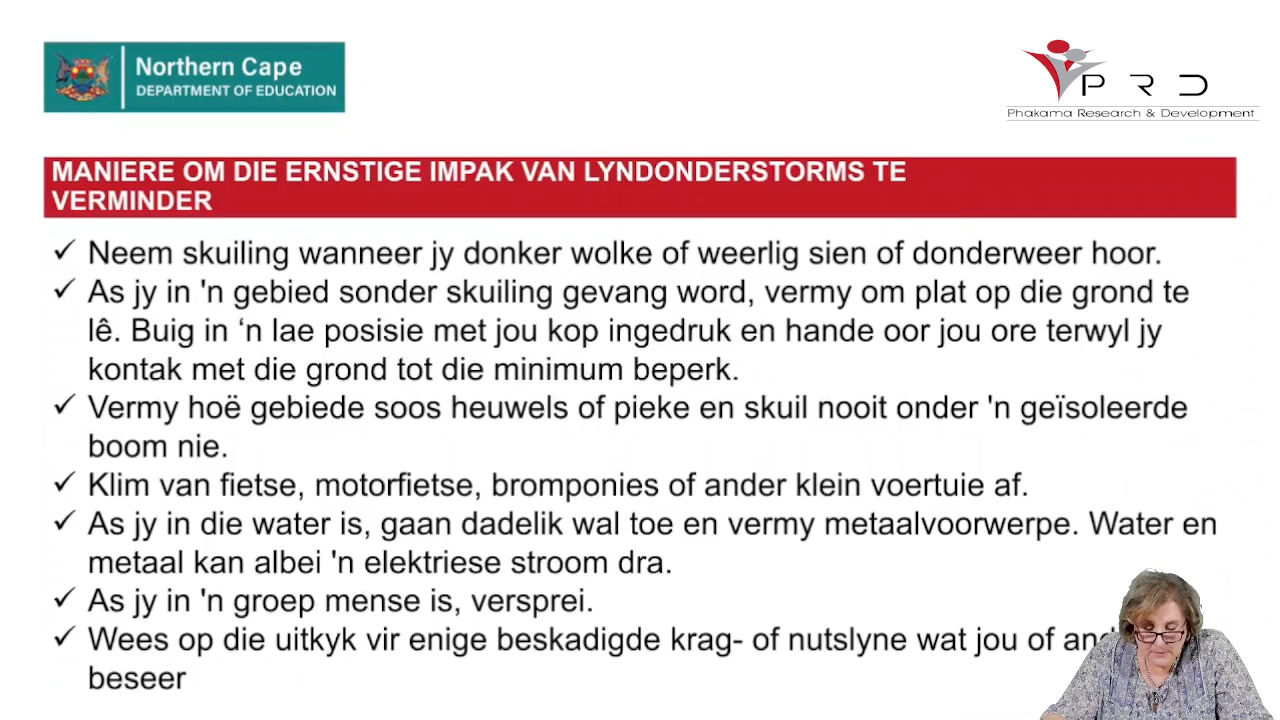 Northern Cape
DEPARTMENT OF EDUCATION
PRD
Phakama Research & Development
MANIERE OM DIE ERNSTIGE IMPAK VAN LYNDONDERSTORMS TE
VERMINDER
✓ Neem skuiling wanneer jy donker wolke of weerlig sien of donderweer hoor.
✓ As jy in 'n gebied sonder skuiling gevang word, vermy om plat op die grond te
lê. Buig in ‘n lae posisie met jou kop ingedruk en hande oor jou ore terwyl jy
kontak met die grond tot die minimum beperk.
✓ Vermy hoë gebiede soos heuwels of pieke en skuil nooit onder 'n geïsoleerde
boom nie.
✓ Klim van fietse, motorfietse, bromponies of ander klein voertuie af.
✓ As jy in die water is, gaan dadelik wal toe en vermy metaalvoorwerpe. Water en
metaal kan albei 'n elektriese stroom dra.
✓ As jy in 'n groep mense is, versprei.
✓ Wees op die uitkyk vir enige beskadigde krag- of nutslyne wat jou of
beseer